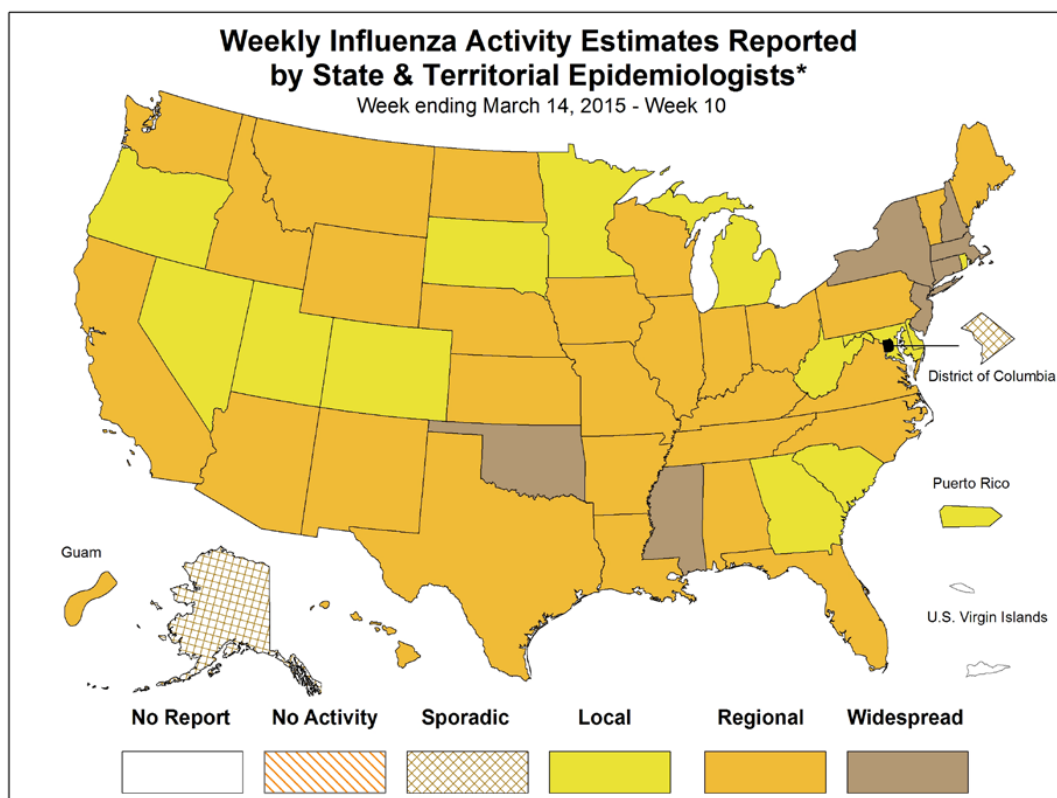 Weekly Influenza Activity Estimates Reported
by State & Territorial Epidemiologists*
Week ending March 14, 2015 - Week 10
District of Columbia
Puerto Rico
Guam
U.S. Virgin Islands
No Report
No Activity
Sporadic
Local
Regional
Widespread